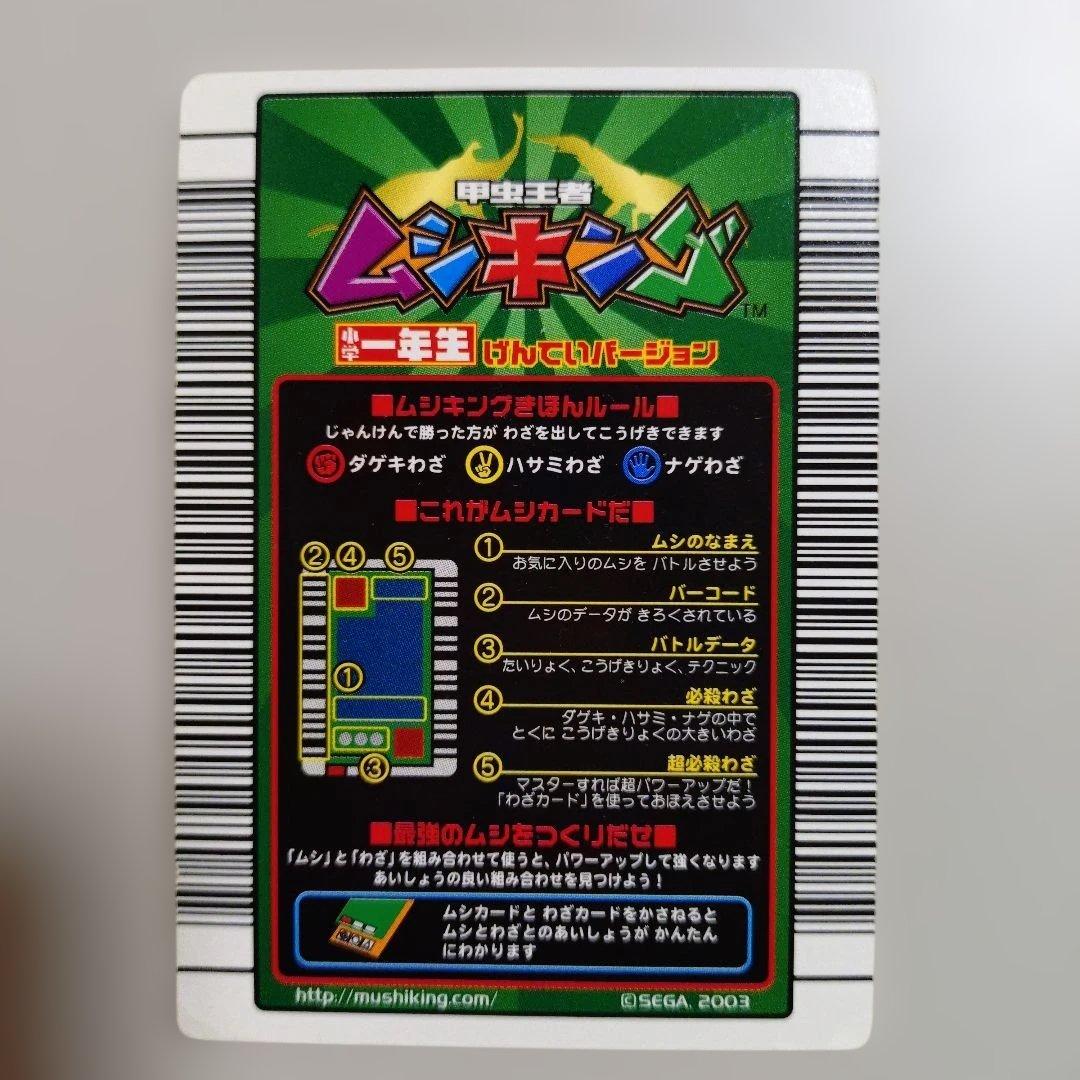 甲虫王者
ムシキング
TM
小学一年生 げんていバージョン
■ムシキングきほんルール■
じゃんけんで勝った方が わざを出してこうげきできます
ダゲキわざ ハサミわざ ナゲわざ
■これがムシカードだ■
② ④ ⑤
①
③
① ムシのなまえ
お気に入りのムシを バトルさせよう
② バーコード
ムシのデータが きろくされている
③ バトルデータ
たいりょく、こうげきりょく、テクニック
④ 必殺わざ
ダゲキ・ハサミ・ナゲの中で
とくに こうげきりょくの大きいわざ
⑤ 超必殺わざ
マスターすれば超パワーアップだ!
「わざカード」を使っておぼえさせよう
■最強のムシをつくりだせ■
「ムシ」と「わざ」を組み合わせて使うと、パワーアップして強くなります
あいしょうの良い組み合わせを見つけよう!
ムシカードと わざカードをかさねると
ムシとわざとのあいしょうが かんたん
にわかります
http://mushiking.com/
©SEGA, 2003